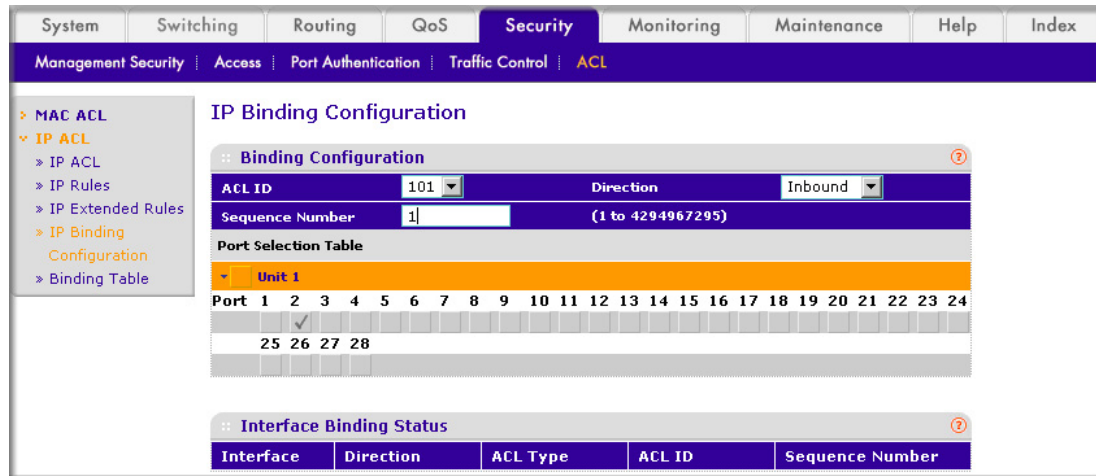 System Switching Routing QoS Security Monitoring Maintenance Help Index
Management Security Access Port Authentication Traffic Control ACL
MAC ACL
IP ACL
» IP ACL
» IP Rules
» IP Extended Rules
» IP Binding
Configuration
» Binding Table
IP Binding Configuration
Binding Configuration ?
ACL ID 101 Direction Inbound
Sequence Number 1 (1 to 4294967295)
Port Selection Table
Unit 1
Port 1 2 3 4 5 6 7 8 9 10 11 12 13 14 15 16 17 18 19 20 21 22 23 24
25 26 27 28
Interface Binding Status ?
Interface Direction ACL Type ACL ID Sequence Number